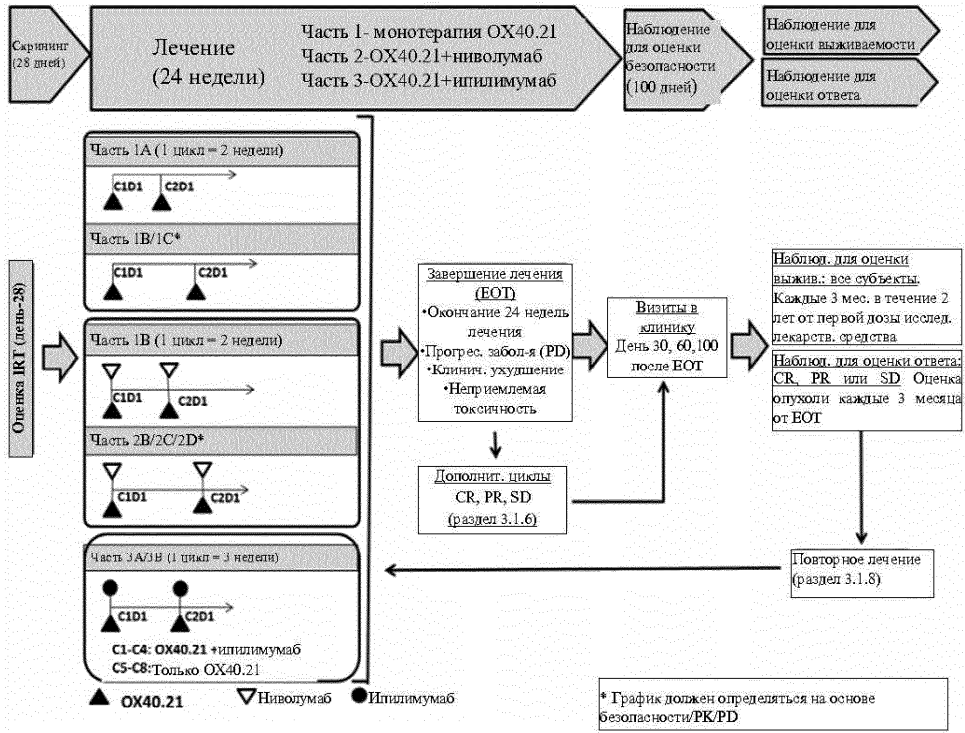 Скрининг
(28 дней)
Лечение
(24 недели)
Часть 1- монотерапия OX40.21
Часть 2-OX40.21+ниволумаб
Часть 3-OX40.21+ипилимумаб
Наблюдение
для оценки
безопасности
(100 дней)
Наблюдение для
оценки выживаемости
Наблюдение для
оценки ответа
Оценка IRT (день-28)
Часть 1A (1 цикл = 2 недели)
C1D1
C2D1
Часть 1B/1C*
C1D1
C2D1
Часть 1B (1 цикл = 2 недели)
C1D1
C2D1
Часть 2B/2C/2D*
C1D1
C2D1
Часть 3A/3B (1 цикл = 3 недели)
C1D1
C2D1
C1-C4: OX40.21 +ипилимумаб
C5-C8:Только OX40.21
OX40.21
Ниволумаб
Ипилимумаб
Завершение лечения
(EOT)
•Окончание 24 недель
лечения
•Прогрес. забол-я (PD)
•Клинич. ухудшение
•Неприемлемая
токсичность
Дополнит. циклы
CR, PR, SD
(раздел 3.1.6)
Визиты в
клинику
День 30, 60,100
после EOT
Наблюд. для оценки
выжив.: все субъекты.
Каждые 3 мес. в течение 2
лет от первой дозы исслед.
лекарств. средства
Наблюд. для оценки ответа:
CR, PR или SD Оценка
опухоли каждые 3 месяца
от EOT
Повторное лечение
(раздел 3.1.8)
* График должен определяться на основе
безопасности/PK/PD